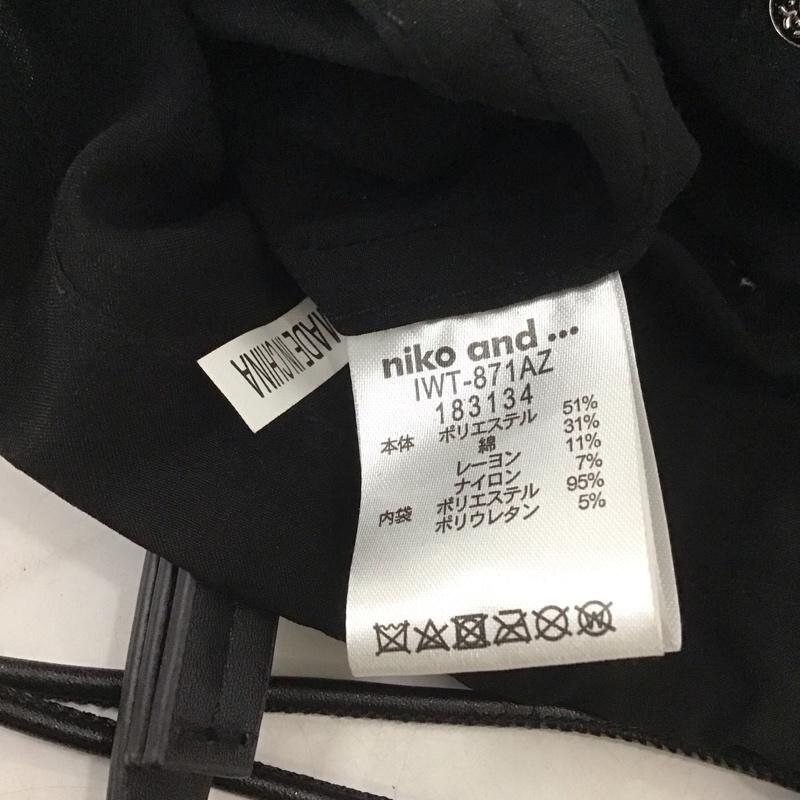 niko and ...
IWT-871AZ
183134
本体 ポリエステル 51%
綿 31%
レーヨン 11%
ナイロン 7%
内袋 ポリエステル 95%
ポリウレタン 5%
MADE IN CHINA